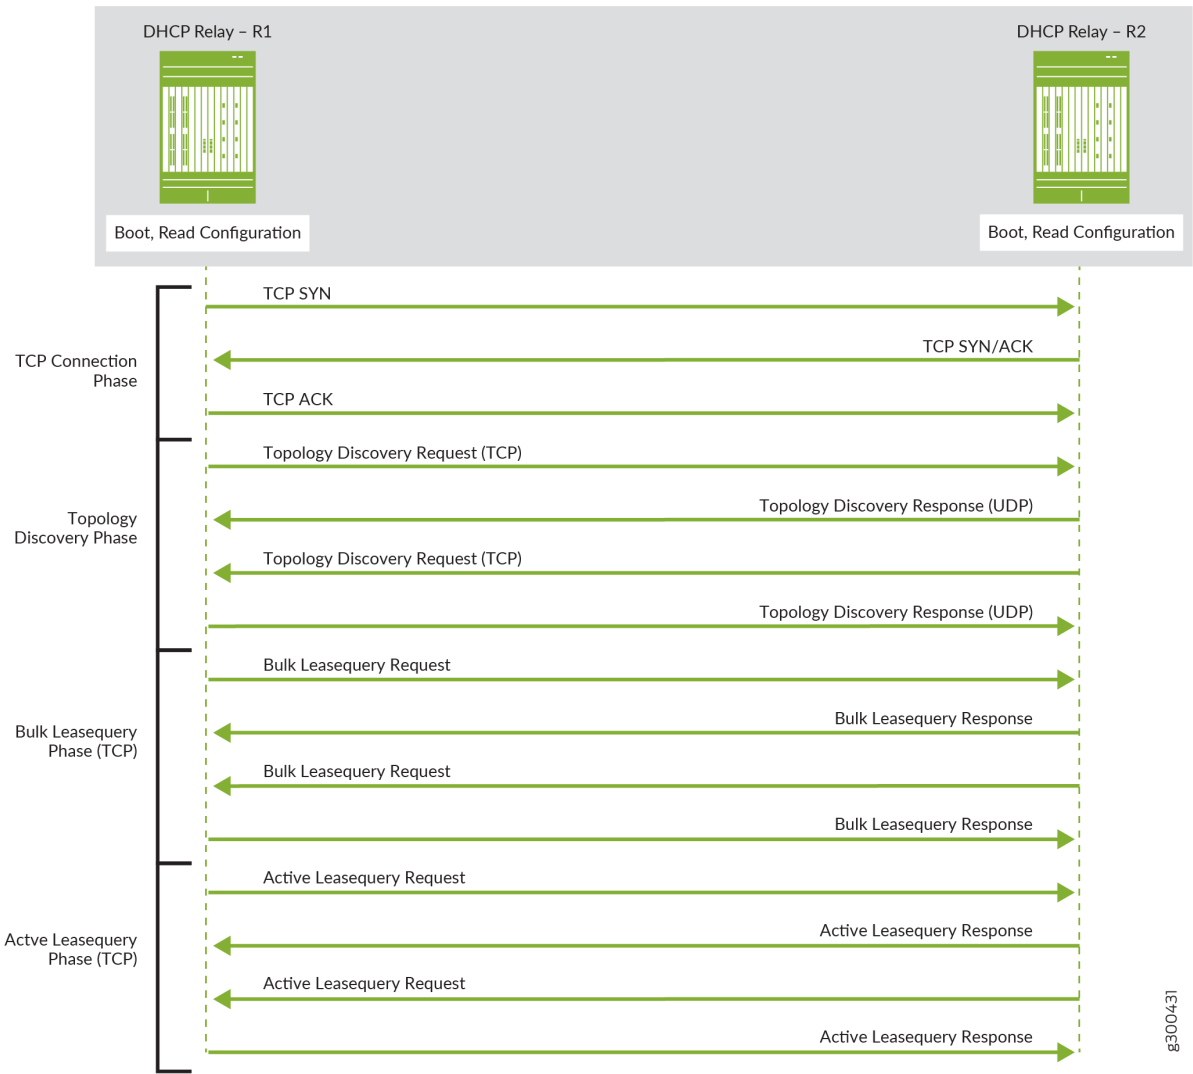 DHCP Relay – R1
DHCP Relay – R2
Boot, Read Configuration
Boot, Read Configuration
TCP Connection
Phase
TCP SYN
TCP SYN/ACK
TCP ACK
Topology
Discovery Phase
Topology Discovery Request (TCP)
Topology Discovery Response (UDP)
Topology Discovery Request (TCP)
Topology Discovery Response (UDP)
Bulk Leasequery
Phase (TCP)
Bulk Leasequery Request
Bulk Leasequery Response
Bulk Leasequery Request
Bulk Leasequery Response
Actve Leasequery
Phase (TCP)
Active Leasequery Request
Active Leasequery Response
Active Leasequery Request
Active Leasequery Response
g300431